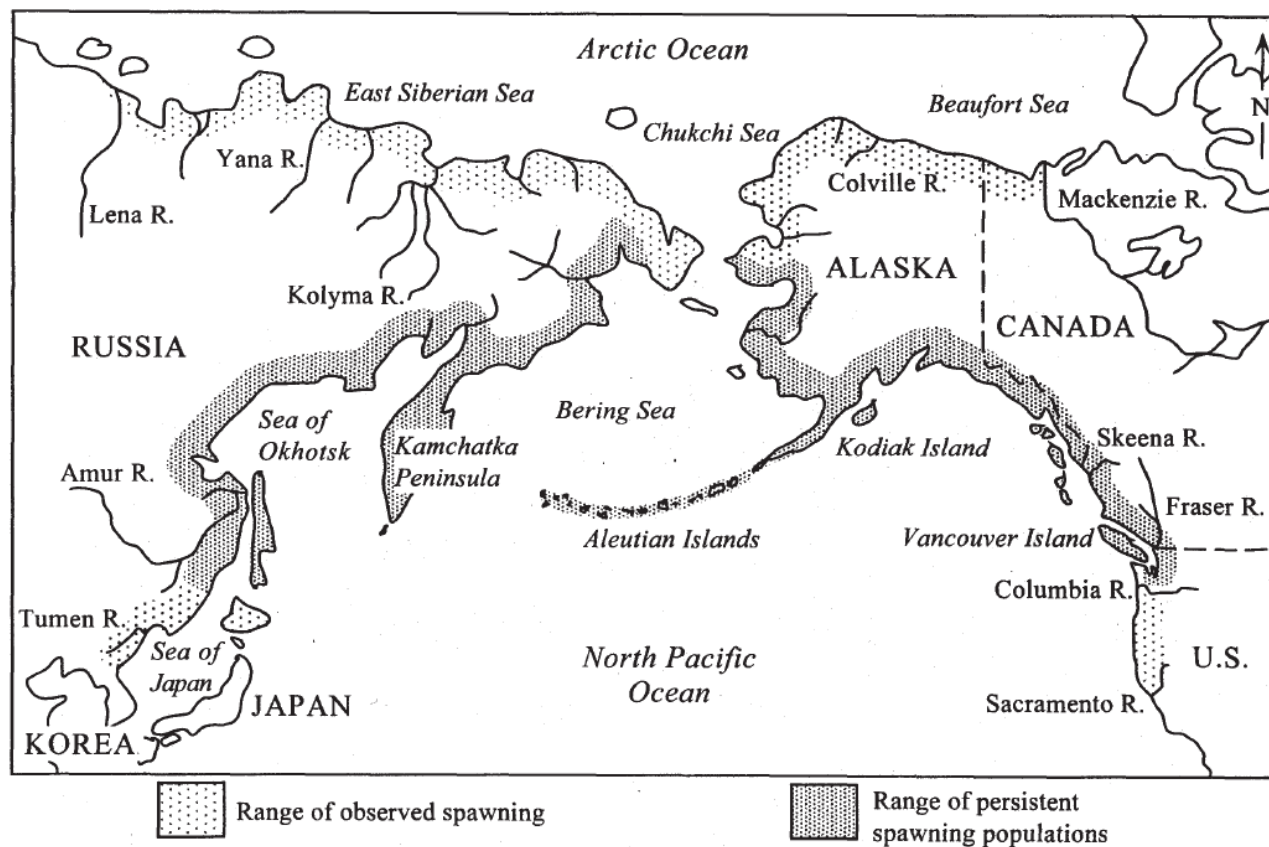 Arctic Ocean
East Siberian Sea
Beaufort Sea
N
Chukchi Sea
Yana R.
Colville R.
Lena R.
Mackenzie R.
ALASKA
Kolyma R.
CANADA
RUSSIA
Sea of
Okhotsk
Bering Sea
Kamchatka
Peninsula
Kodiak Island
Skeena R.
Amur R.
Fraser R.
Aleutian Islands
Vancouver Island
Columbia R.
Tumen R.
Sea of
Japan
North Pacific
Ocean
U.S.
JAPAN
Sacramento R.
KOREA
Range of observed spawning
Range of persistent
spawning populations